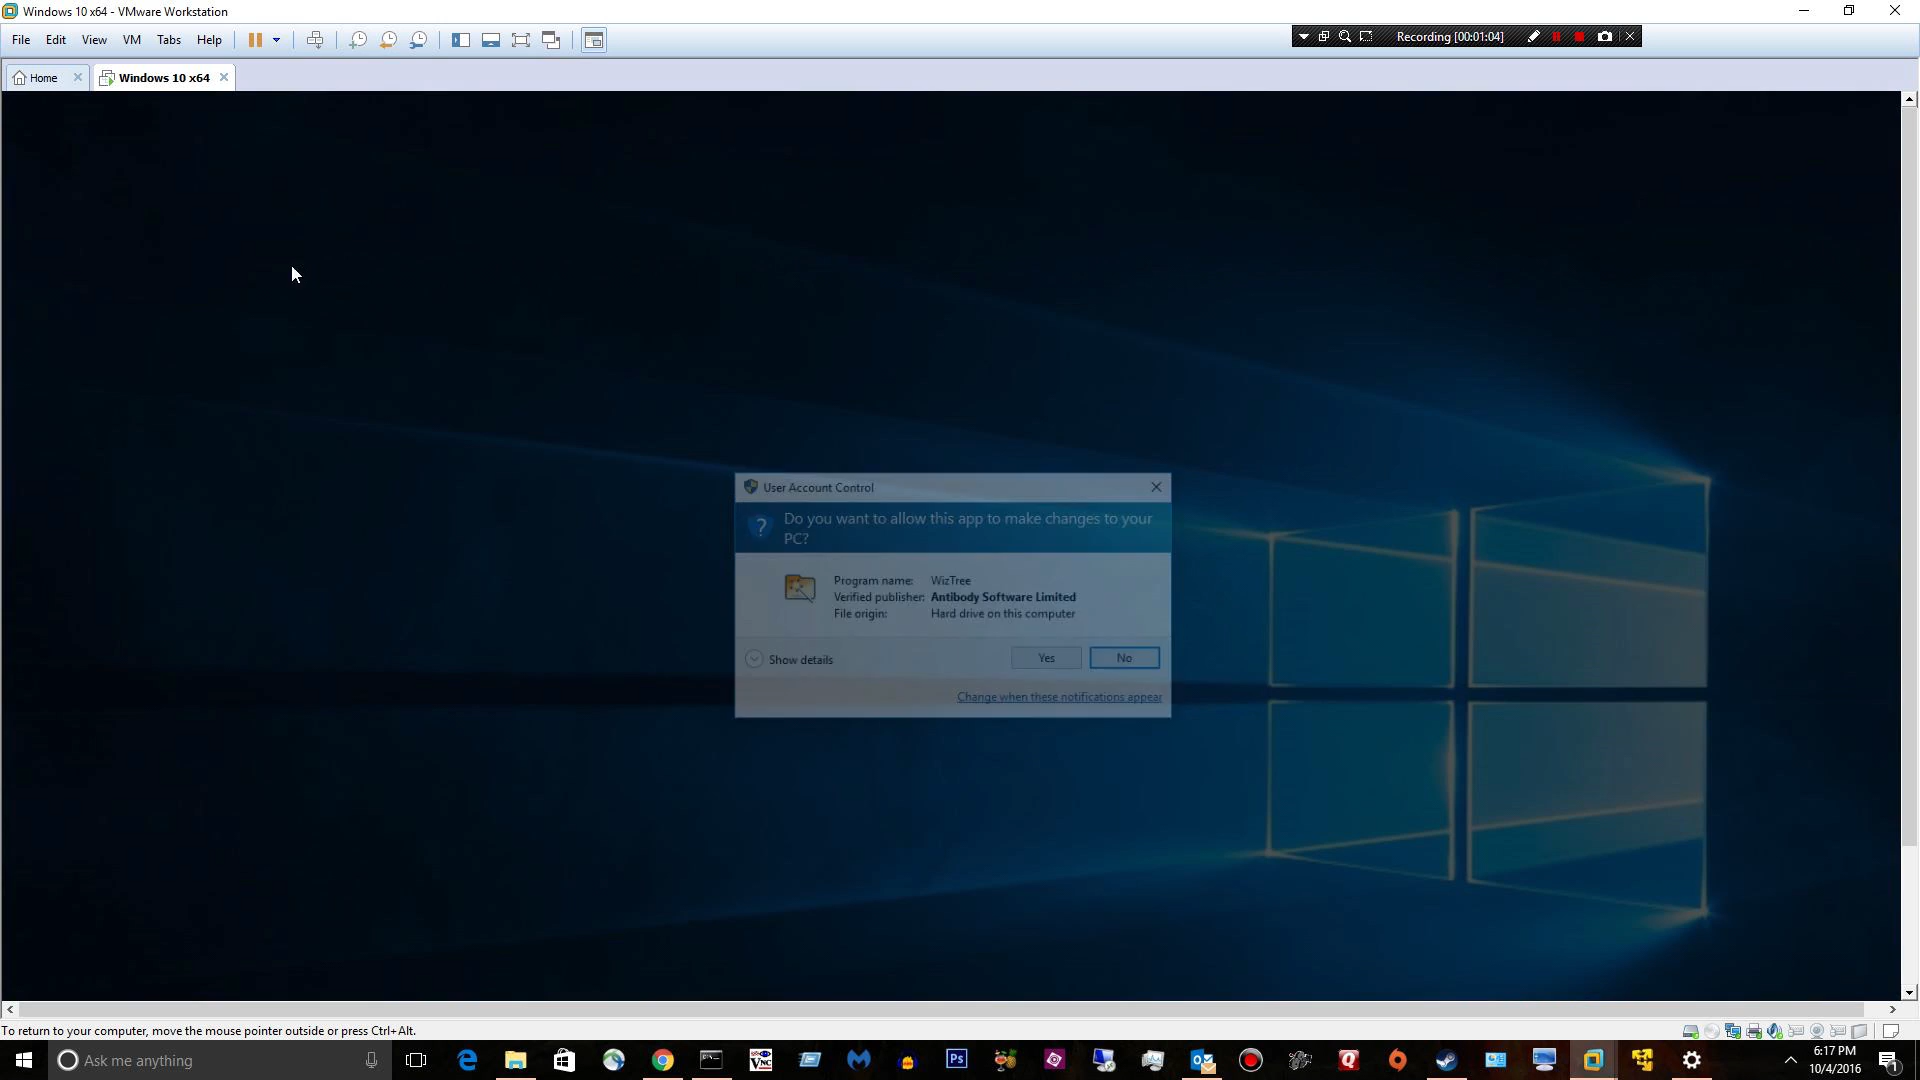 Windows 10 x64 - VMware Workstation
File Edit View VM Tabs Help
Recording [00:01:04]
Home Windows 10 x64
User Account Control
Do you want to allow this app to make changes to your
PC?
Program name: WizTree
Verified publisher: Antibody Software Limited
File origin: Hard drive on this computer
Show details
Yes No
Change when these notifications appear
To return to your computer, move the mouse pointer outside or press Ctrl+Alt.
Ask me anything
Ps
6:17 PM
10/4/2016
1